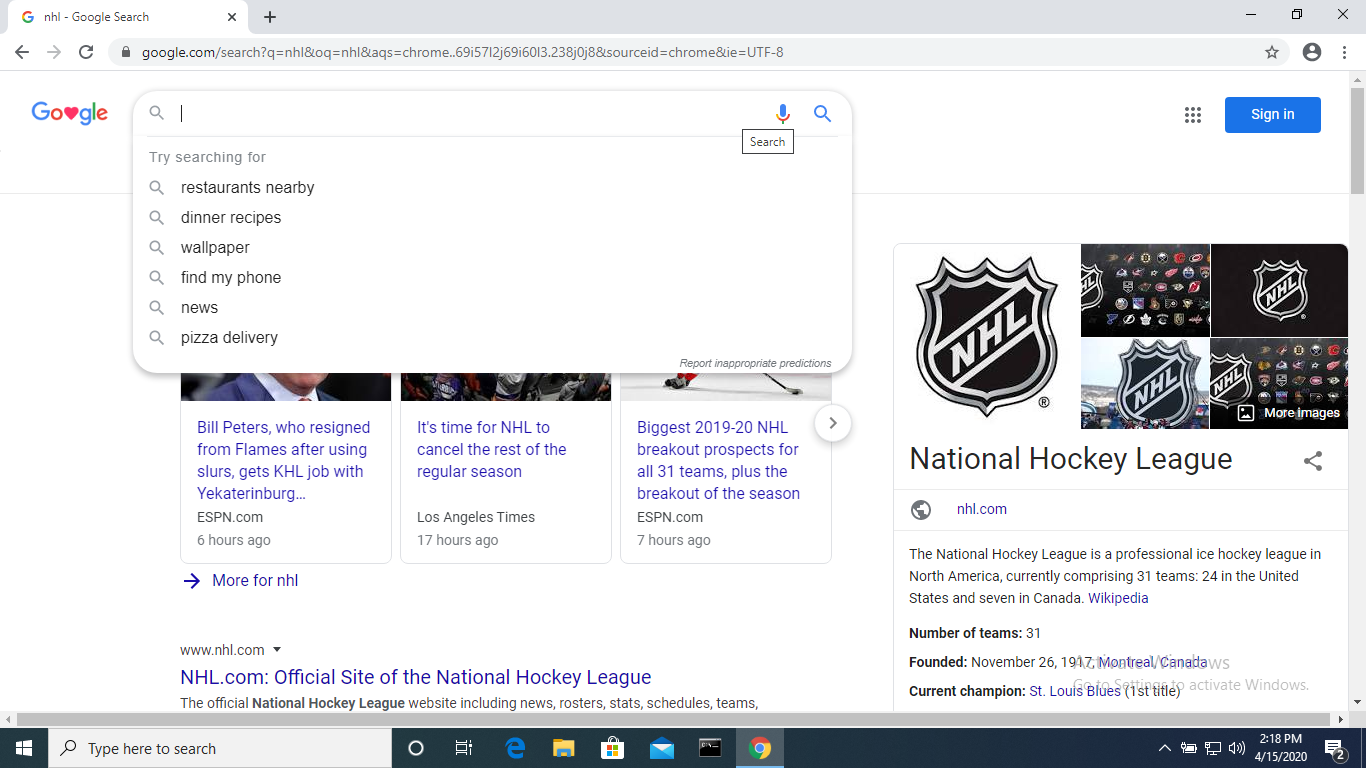 nhl - Google Search
google.com/search?q=nhl&oq=nhl&aqs=chrome..69i57l2j69i60l3.238j0j8&sourceid=chrome&ie=UTF-8
Google
Sign in
Search
Try searching for
restaurants nearby
dinner recipes
wallpaper
find my phone
news
pizza delivery
Report inappropriate predictions
Bill Peters, who resigned
from Flames after using
slurs, gets KHL job with
Yekaterinburg...
ESPN.com
6 hours ago
It's time for NHL to
cancel the rest of the
regular season
Los Angeles Times
17 hours ago
Biggest 2019-20 NHL
breakout prospects for
all 31 teams, plus the
breakout of the season
ESPN.com
7 hours ago
More for nhl
www.nhl.com
NHL.com: Official Site of the National Hockey League
The official National Hockey League website including news, rosters, stats, schedules, teams,
NHL
NHL
NHL
NHL
NHL
NHL
More images
National Hockey League
nhl.com
The National Hockey League is a professional ice hockey league in
North America, currently comprising 31 teams: 24 in the United
States and seven in Canada. Wikipedia
Number of teams: 31
Founded: November 26, 1917, Montreal, Canada
Current champion: St. Louis Blues (1st title)
Activate Windows
Go to Settings to activate Windows.
Type here to search
2:18 PM
4/15/2020
2